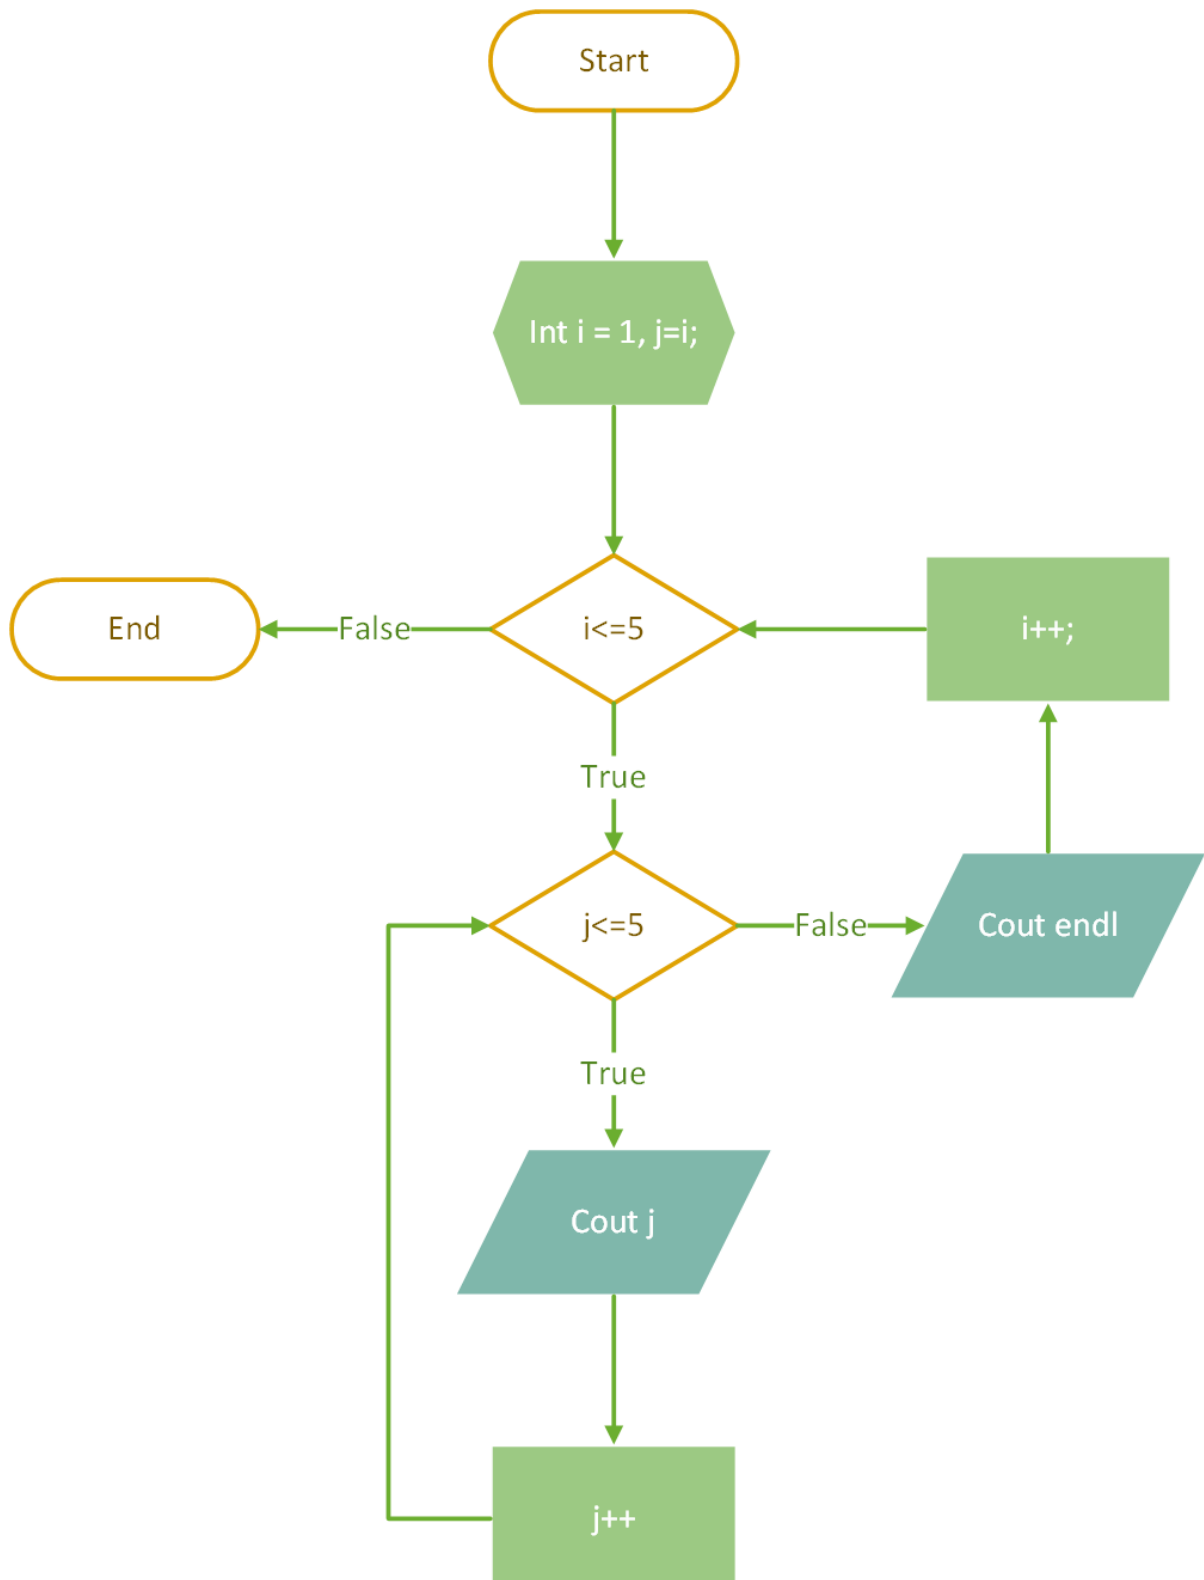 Start
Int i = 1, j=i;
End
False
i<=5
i++;
True
j<=5
False
Cout endl
True
Cout j
j++